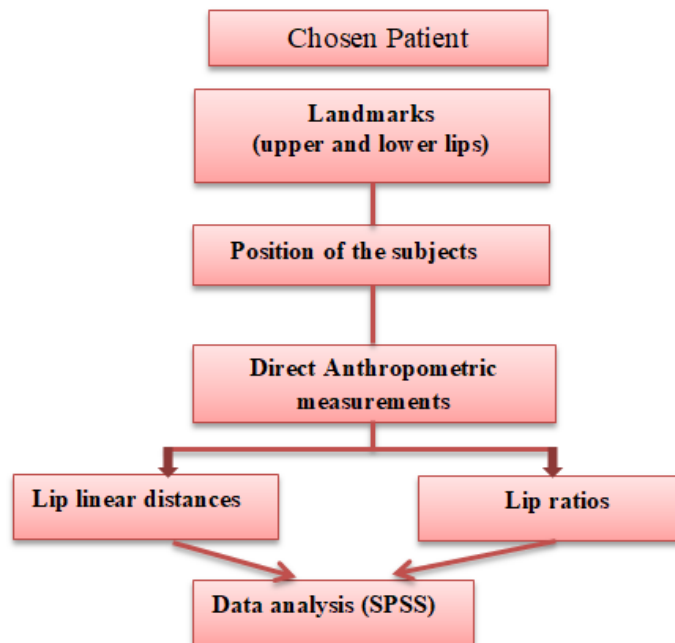 Chosen Patient
Landmarks
(upper and lower lips)
Position of the subjects
Direct Anthropometric
measurements
Lip linear distances
Lip ratios
Data analysis (SPSS)